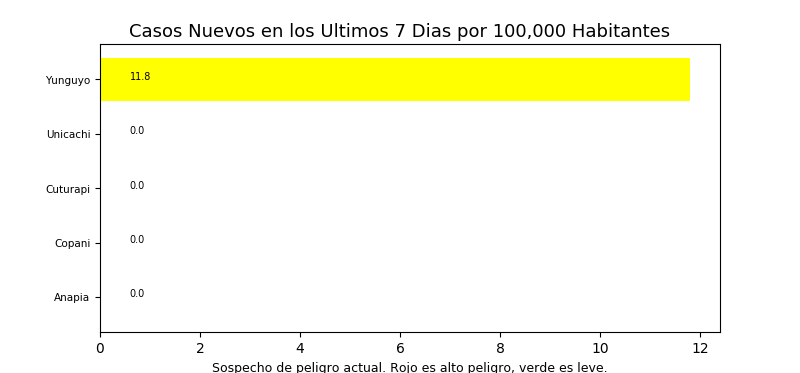 Casos Nuevos en los Ultimos 7 Dias por 100,000 Habitantes
Yunguyo 11.8
Unicachi 0.0
Cuturapi 0.0
Copani 0.0
Anapia 0.0
0 2 4 6 8 10 12
Sospecho de peligro actual. Rojo es alto peligro, verde es leve.